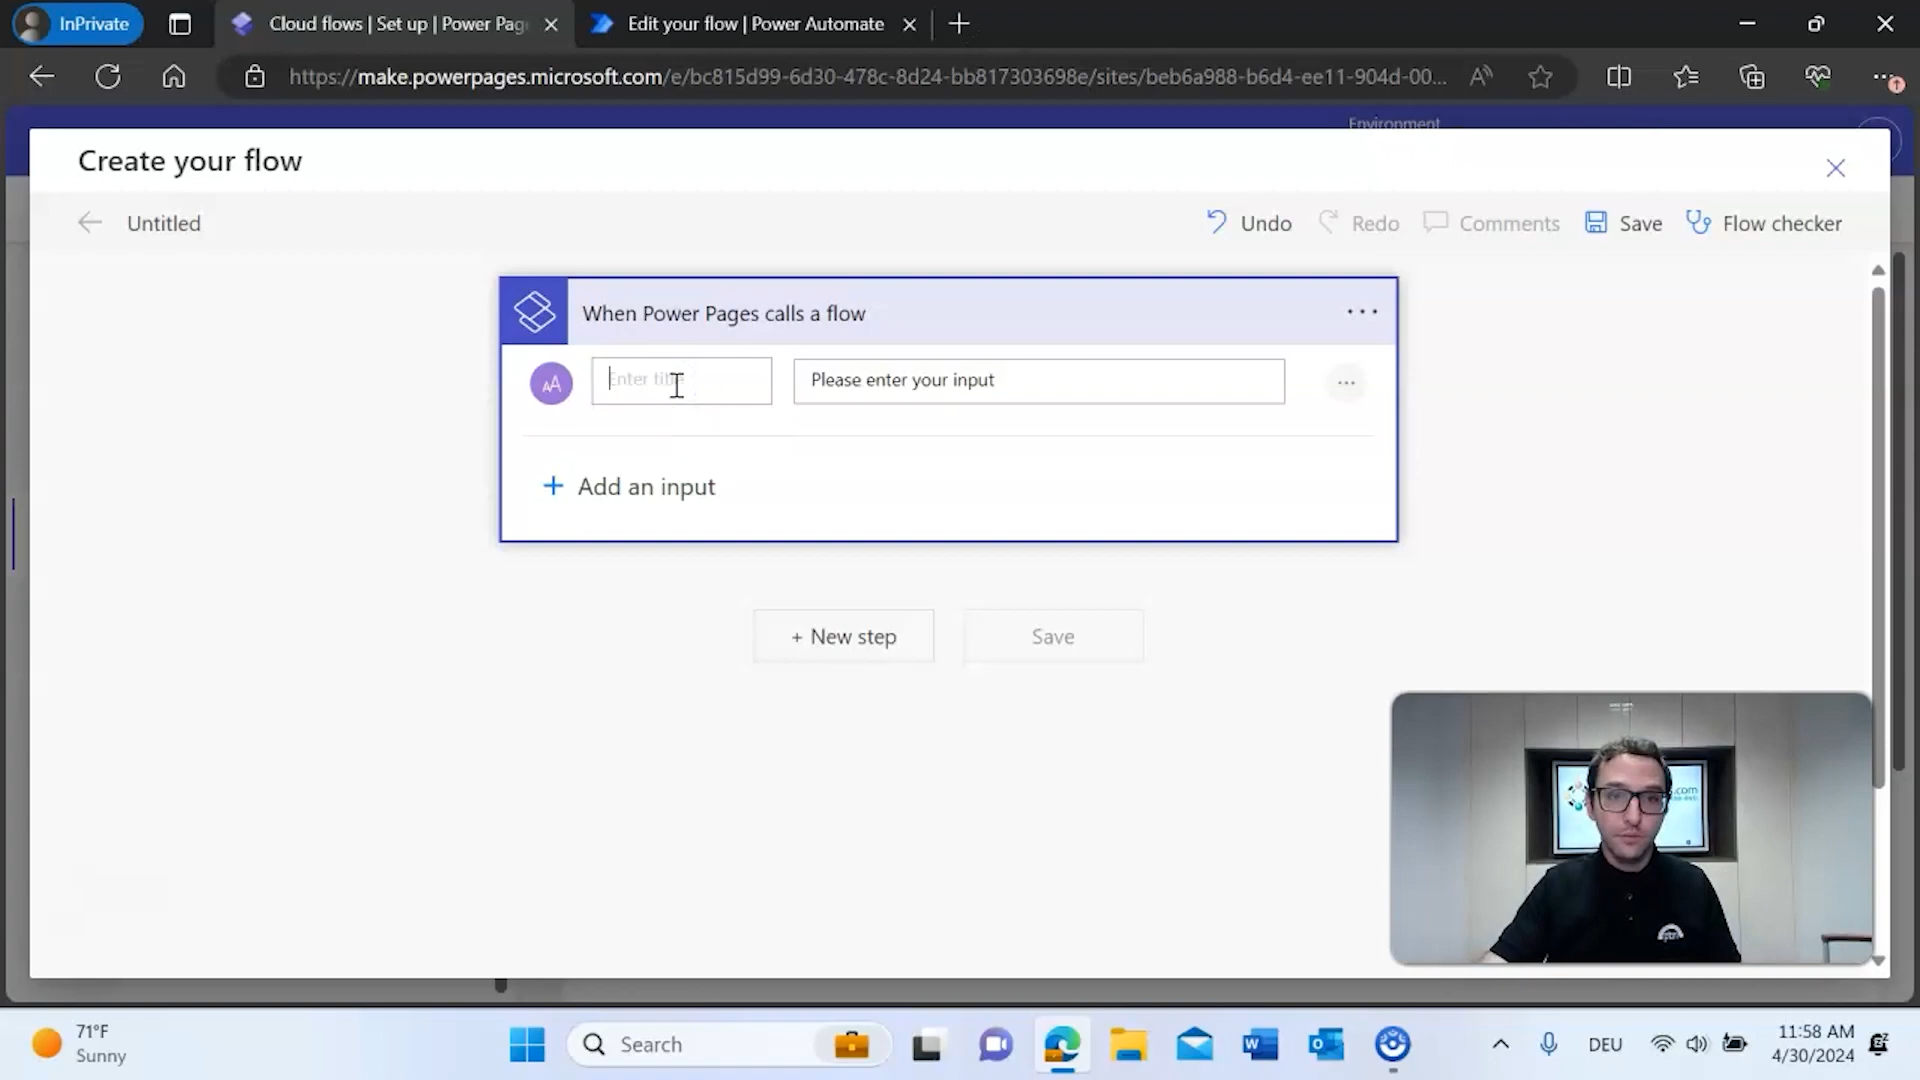 InPrivate
Cloud flows | Set up | Power Pag
Edit your flow | Power Automate
https://make.powerpages.microsoft.com/e/bc815d99-6d30-478c-8d24-bb817303698e/sites/beb6a988-b6d4-ee11-904d-00...
Environment
Create your flow
Untitled
Undo
Redo
Comments
Save
Flow checker
When Power Pages calls a flow
AA
Enter title
Please enter your input
+ Add an input
+ New step
Save
.com
71°F
Sunny
Search
DEU
11:58 AM
4/30/2024